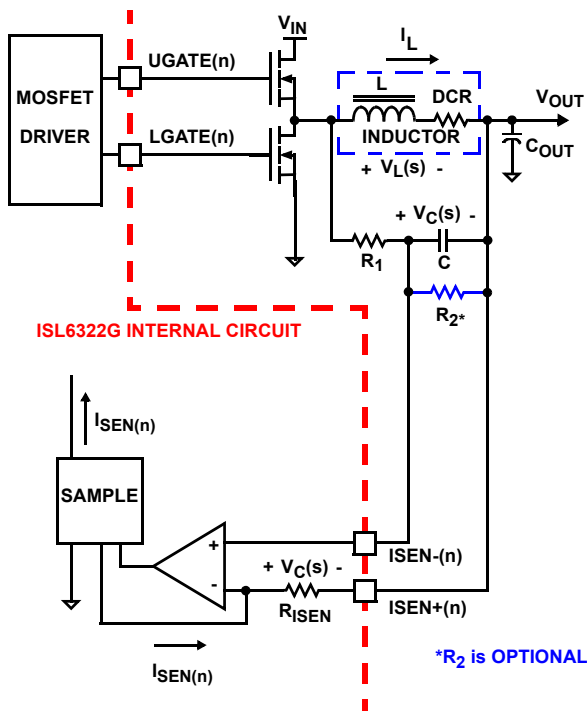 V_IN
I_L
MOSFET
DRIVER
UGATE(n)
LGATE(n)
L
DCR
INDUCTOR
V_OUT
C_OUT
+ V_L(s) -
+ V_C(s) -
R_1
C
R_2*
ISL6322G INTERNAL CIRCUIT
I_SEN(n)
SAMPLE
+
-
+ V_C(s) -
R_ISEN
ISEN-(n)
ISEN+(n)
I_SEN(n)
*R_2 is OPTIONAL